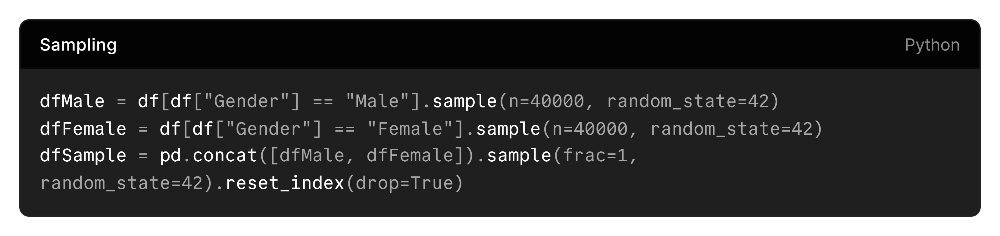 Sampling
Python
dfMale = df[df["Gender"] == "Male"].sample(n=40000, random_state=42)
dfFemale = df[df["Gender"] == "Female"].sample(n=40000, random_state=42)
dfSample = pd.concat([dfMale, dfFemale]).sample(frac=1,
random_state=42).reset_index(drop=True)